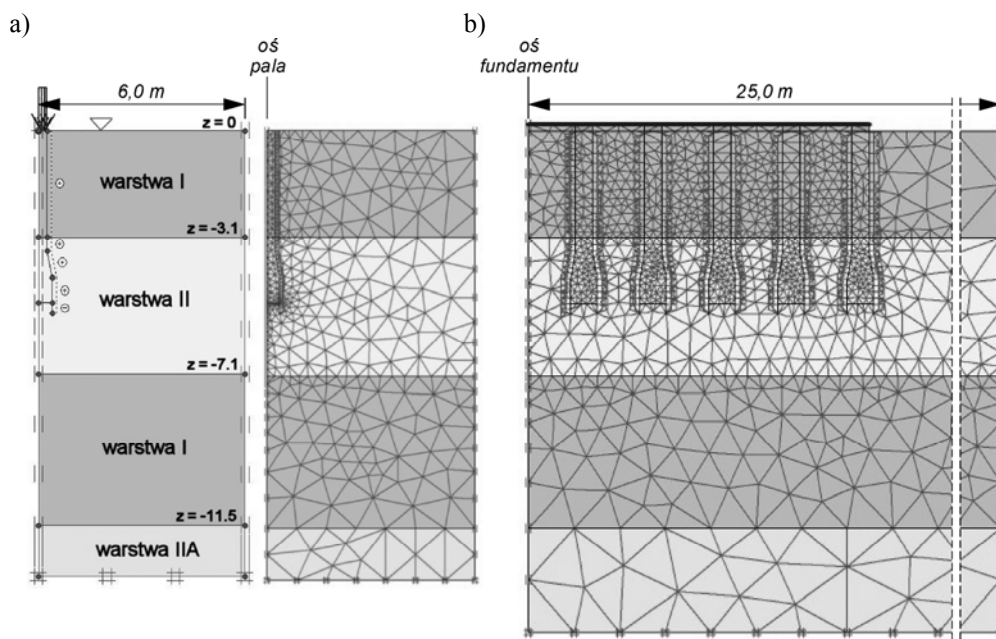 a)
b)
oś
pala
oś
fundamentu
6,0 m
25,0 m
z = 0
warstwa I
z = -3.1
warstwa II
z = -7.1
warstwa I
z = -11.5
warstwa IIA